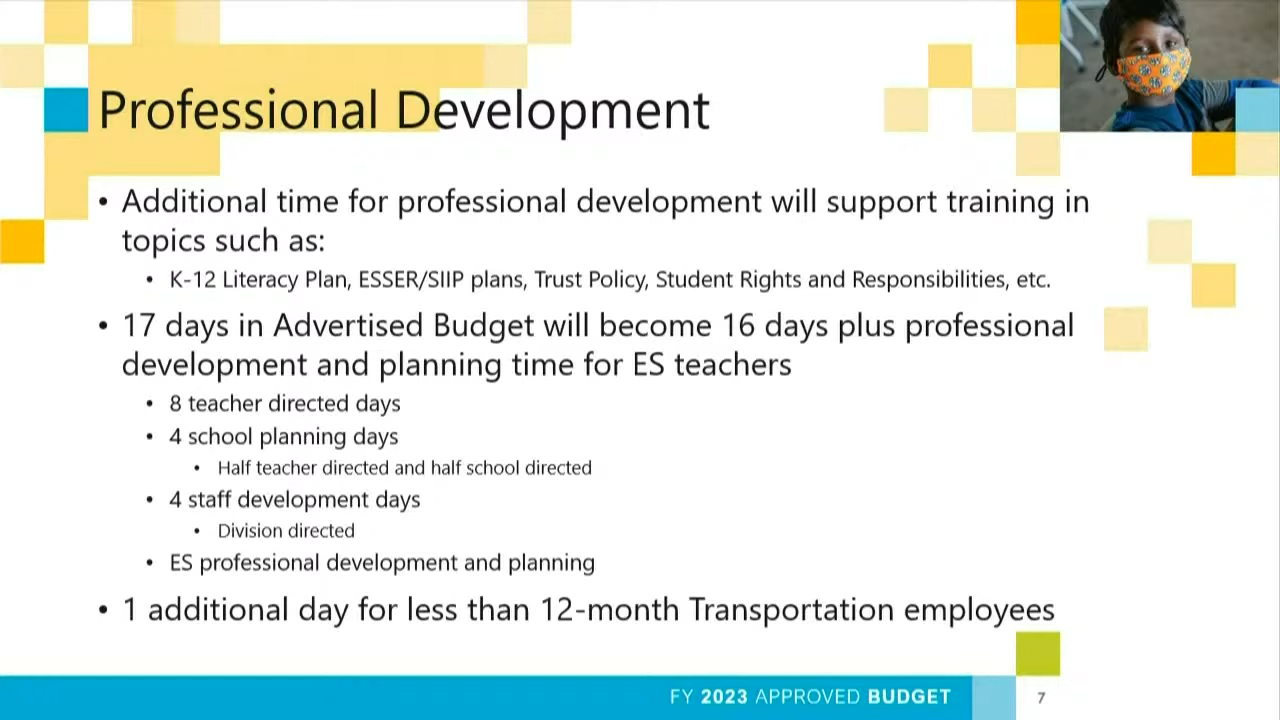 Professional Development
• Additional time for professional development will support training in
topics such as:
• K-12 Literacy Plan, ESSER/SIIP plans, Trust Policy, Student Rights and Responsibilities, etc.
• 17 days in Advertised Budget will become 16 days plus professional
development and planning time for ES teachers
• 8 teacher directed days
• 4 school planning days
• Half teacher directed and half school directed
• 4 staff development days
• Division directed
• ES professional development and planning
• 1 additional day for less than 12-month Transportation employees
FY 2023 APPROVED BUDGET
7